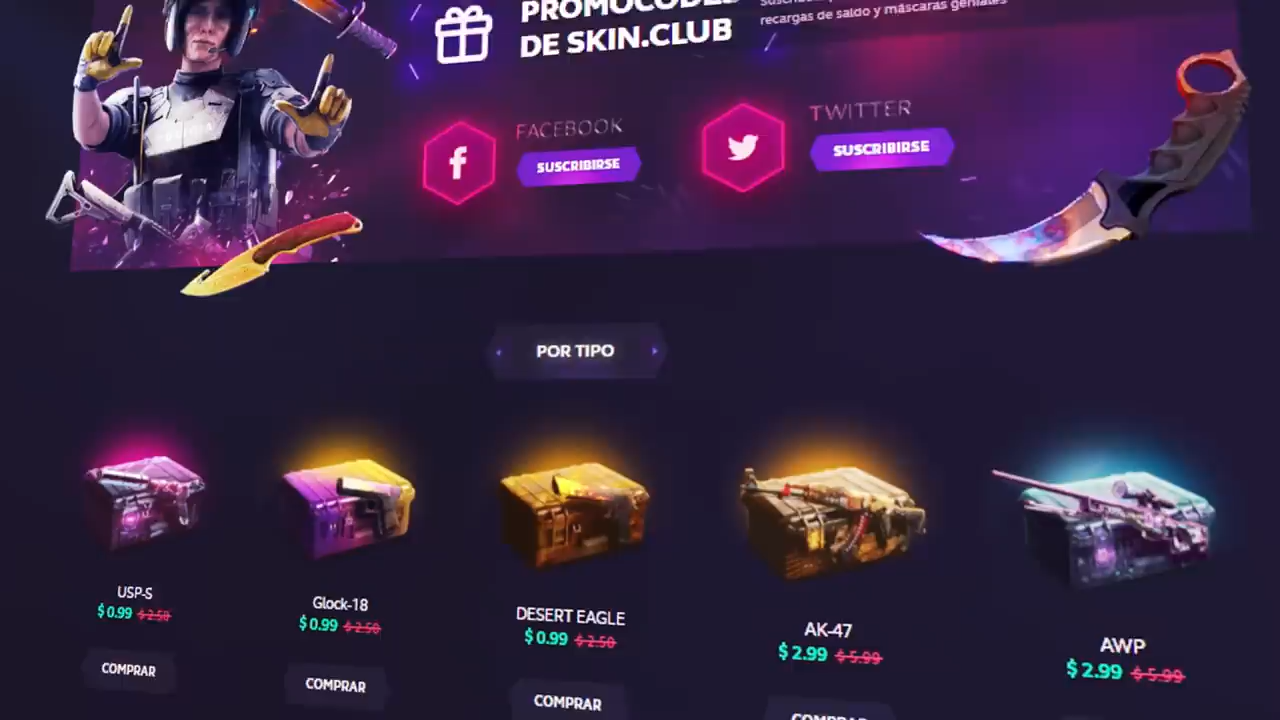 PROMOCODES
DE SKIN.CLUB
recargas de saldo y máscaras geniales
FACEBOOK
SUSCRIBIRSE
TWITTER
SUSCRIBIRSE
POR TIPO
USP-S
$ 0.99 $ 2.50
COMPRAR
Glock-18
$ 0.99 $ 2.50
COMPRAR
DESERT EAGLE
$ 0.99 $ 2.50
COMPRAR
AK-47
$ 2.99 $ 5.99
COMPRAR
AWP
$ 2.99 $ 5.99